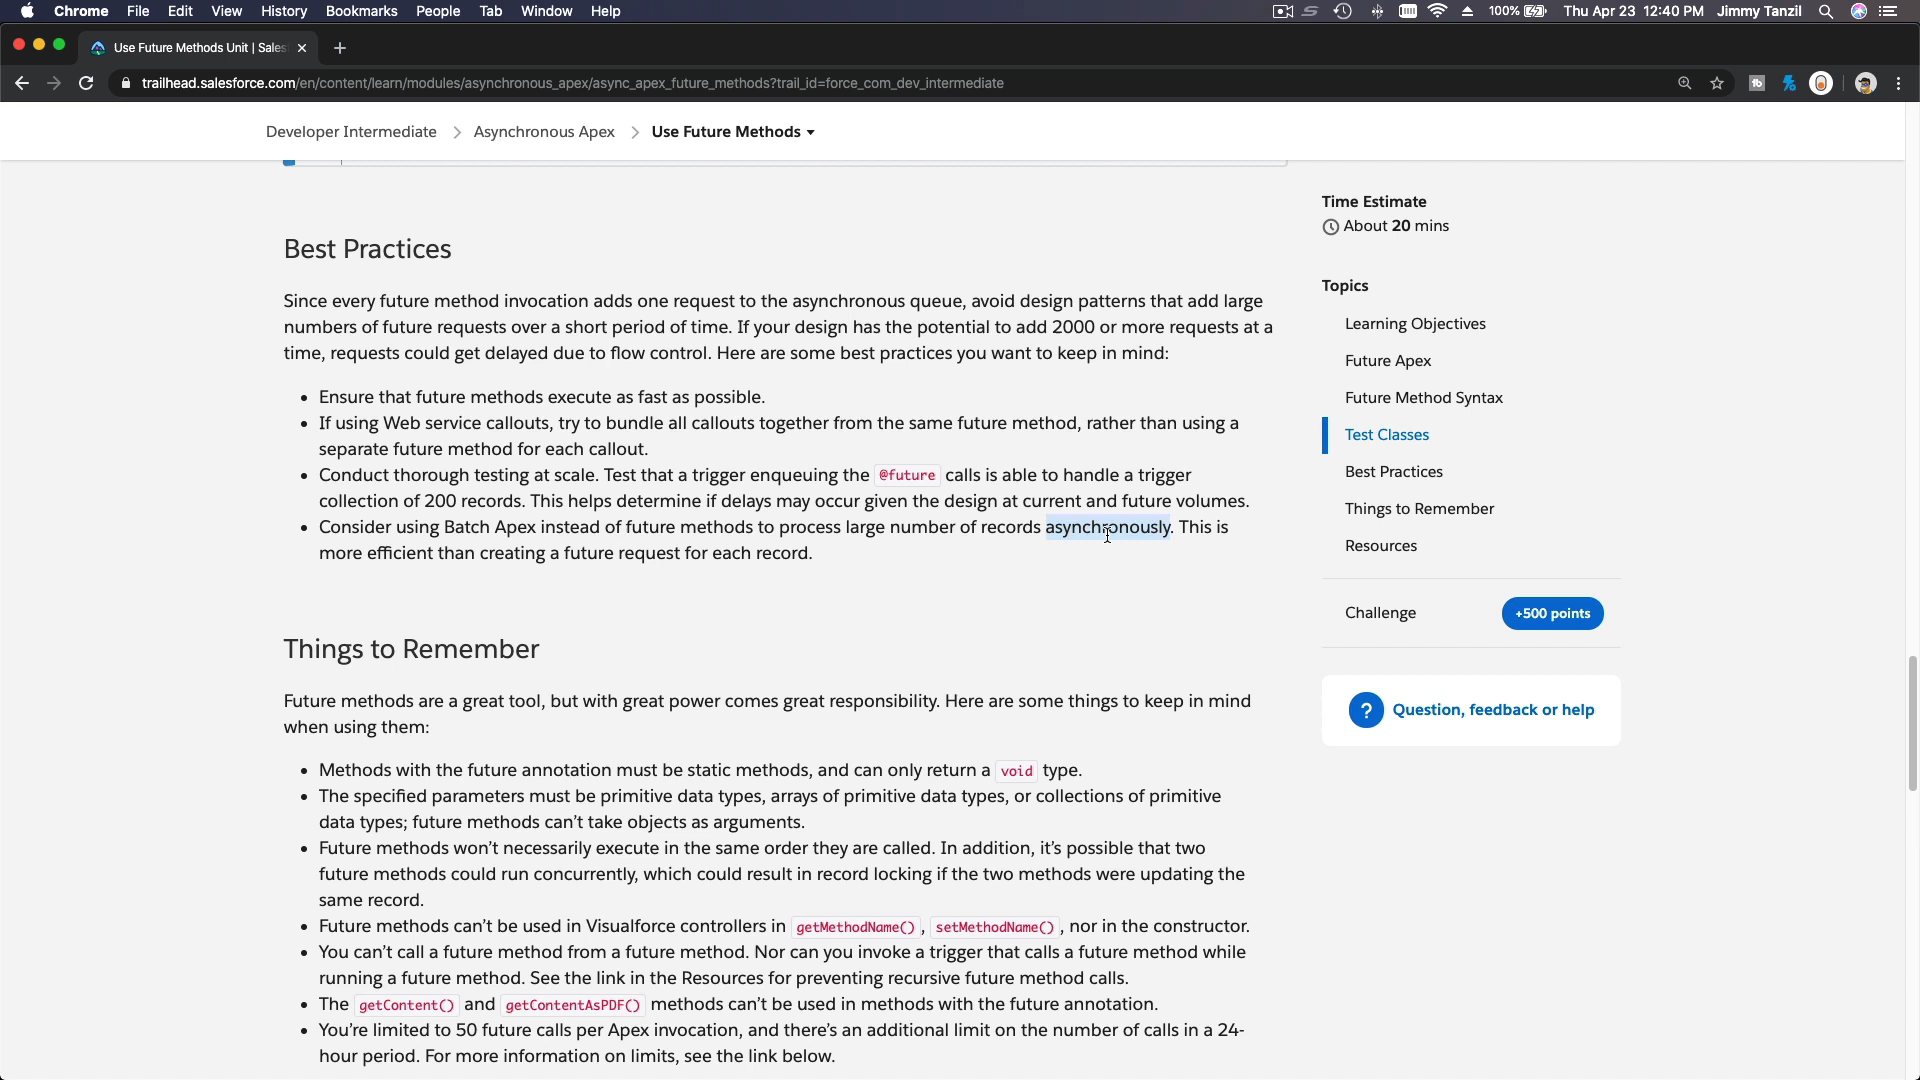 Chrome File Edit View History Bookmarks People Tab Window Help
100% Thu Apr 23 12:40 PM Jimmy Tanzil
Use Future Methods Unit | Sales
trailhead.salesforce.com/en/content/learn/modules/asynchronous_apex/async_apex_future_methods?trail_id=force_com_dev_intermediate
Developer Intermediate > Asynchronous Apex > Use Future Methods
Best Practices
Since every future method invocation adds one request to the asynchronous queue, avoid design patterns that add large
numbers of future requests over a short period of time. If your design has the potential to add 2000 or more requests at a
time, requests could get delayed due to flow control. Here are some best practices you want to keep in mind:
• Ensure that future methods execute as fast as possible.
• If using Web service callouts, try to bundle all callouts together from the same future method, rather than using a
separate future method for each callout.
• Conduct thorough testing at scale. Test that a trigger enqueuing the @future calls is able to handle a trigger
collection of 200 records. This helps determine if delays may occur given the design at current and future volumes.
• Consider using Batch Apex instead of future methods to process large number of records asynchronously. This is
more efficient than creating a future request for each record.
Things to Remember
Future methods are a great tool, but with great power comes great responsibility. Here are some things to keep in mind
when using them:
• Methods with the future annotation must be static methods, and can only return a void type.
• The specified parameters must be primitive data types, arrays of primitive data types, or collections of primitive
data types; future methods can’t take objects as arguments.
• Future methods won’t necessarily execute in the same order they are called. In addition, it’s possible that two
future methods could run concurrently, which could result in record locking if the two methods were updating the
same record.
• Future methods can’t be used in Visualforce controllers in getMethodName(), setMethodName(), nor in the constructor.
• You can’t call a future method from a future method. Nor can you invoke a trigger that calls a future method while
running a future method. See the link in the Resources for preventing recursive future method calls.
• The getContent() and getContentAsPDF() methods can’t be used in methods with the future annotation.
• You’re limited to 50 future calls per Apex invocation, and there’s an additional limit on the number of calls in a 24-
hour period. For more information on limits, see the link below.
Time Estimate
About 20 mins
Topics
Learning Objectives
Future Apex
Future Method Syntax
Test Classes
Best Practices
Things to Remember
Resources
Challenge +500 points
? Question, feedback or help